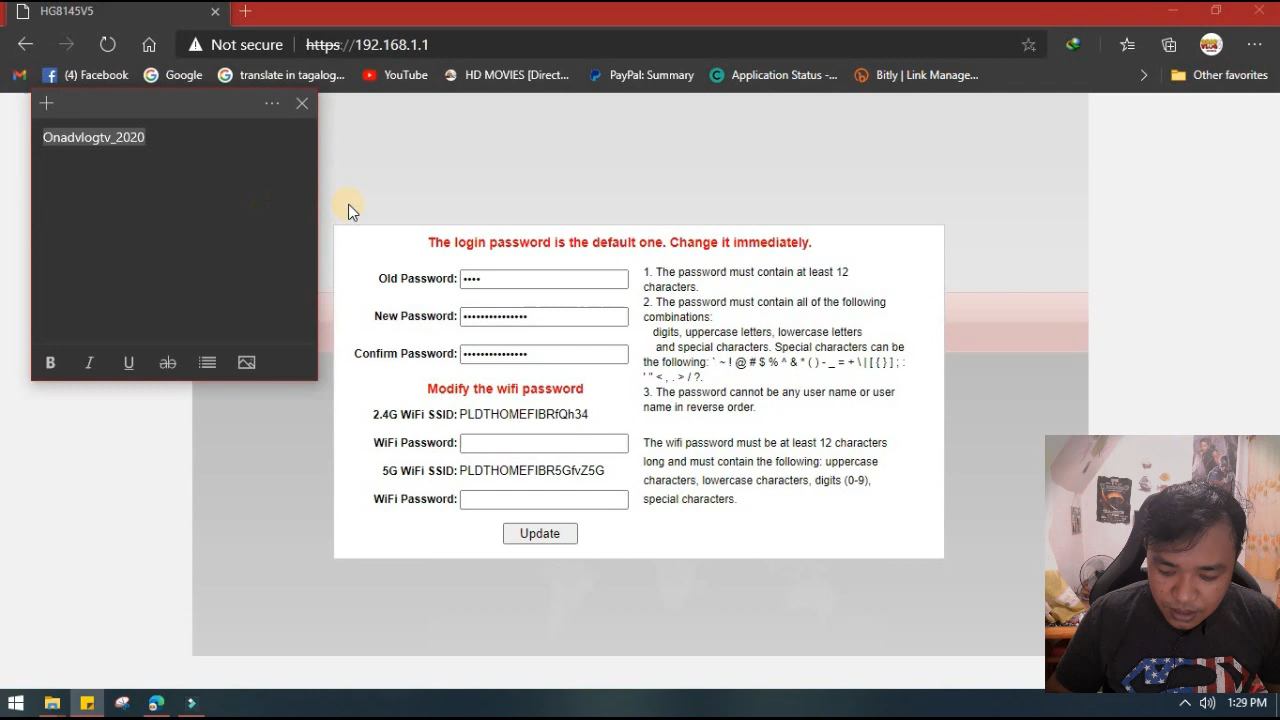 HG8145V5
Not secure
https://192.168.1.1
(4) Facebook
Google
translate in tagalog...
YouTube
HD MOVIES [Direct...
PayPal: Summary
Application Status -...
Bitly | Link Manage...
Other favorites
Onadvlogtv_2020
B I U ab
The login password is the default one. Change it immediately.
Old Password: ••••
New Password: •••••••••••••••
Confirm Password: •••••••••••••••
Modify the wifi password
2.4G WiFi SSID: PLDTHOMEFIBRfQh34
WiFi Password:
5G WiFi SSID: PLDTHOMEFIBR5GfvZ5G
WiFi Password:
Update
1. The password must contain at least 12
characters.
2. The password must contain all of the following
combinations:
digits, uppercase letters, lowercase letters
and special characters. Special characters can be
the following: ` ~ ! @ # $ % ^ & * ( ) - _ = + \ | [ { } ] ; :
' " < , . > / ?.
3. The password cannot be any user name or user
name in reverse order.
The wifi password must be at least 12 characters
long and must contain the following: uppercase
characters, lowercase characters, digits (0-9),
special characters.
1:29 PM